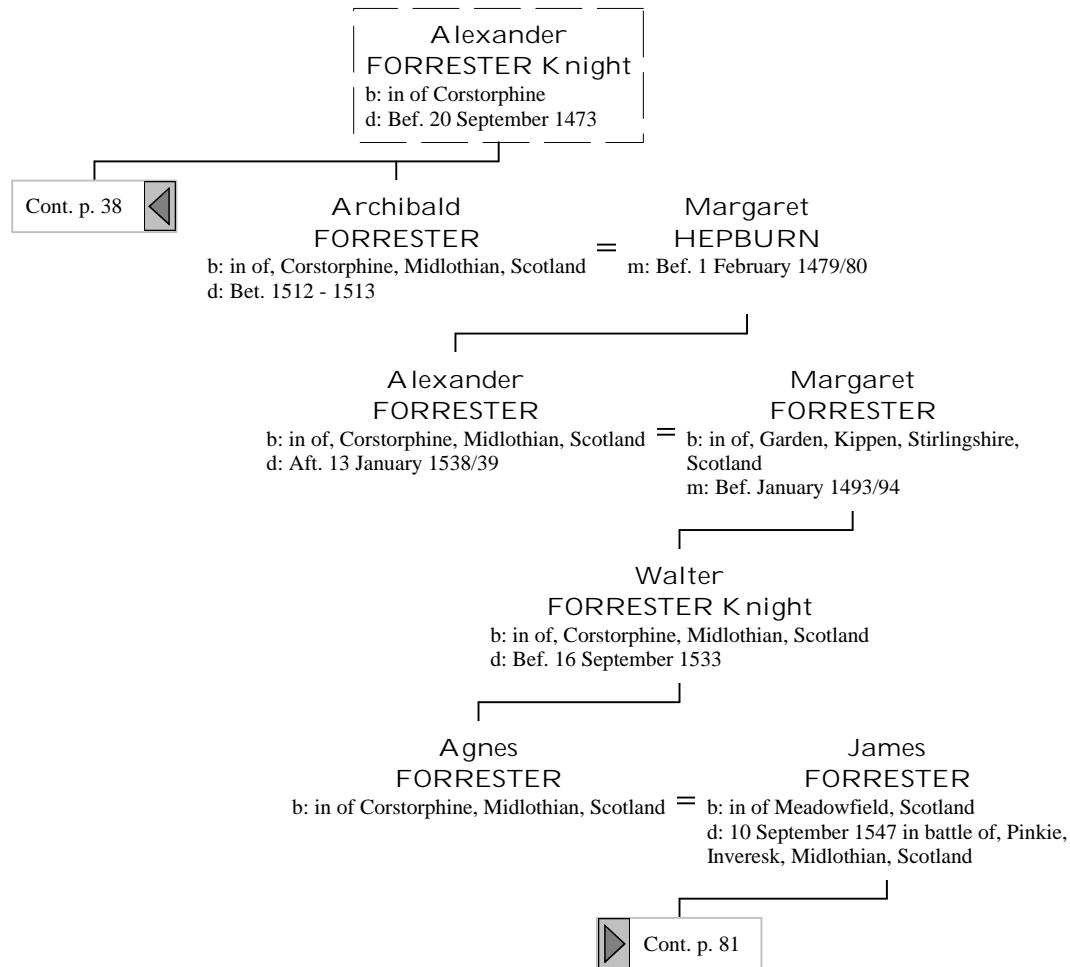 Alexander
FORRESTER Knight
b: in of Corstorphine
d: Bef. 20 September 1473
Cont. p. 38
Archibald
FORRESTER
b: in of, Corstorphine, Midlothian, Scotland
d: Bet. 1512 - 1513
=
Margaret
HEPBURN
m: Bef. 1 February 1479/80
Alexander
FORRESTER
b: in of, Corstorphine, Midlothian, Scotland
d: Aft. 13 January 1538/39
=
Margaret
FORRESTER
b: in of, Garden, Kippen, Stirlingshire,
Scotland
m: Bef. January 1493/94
Walter
FORRESTER Knight
b: in of, Corstorphine, Midlothian, Scotland
d: Bef. 16 September 1533
Agnes
FORRESTER
b: in of Corstorphine, Midlothian, Scotland
=
James
FORRESTER
b: in of Meadowfield, Scotland
d: 10 September 1547 in battle of, Pinkie,
Inveresk, Midlothian, Scotland
Cont. p. 81